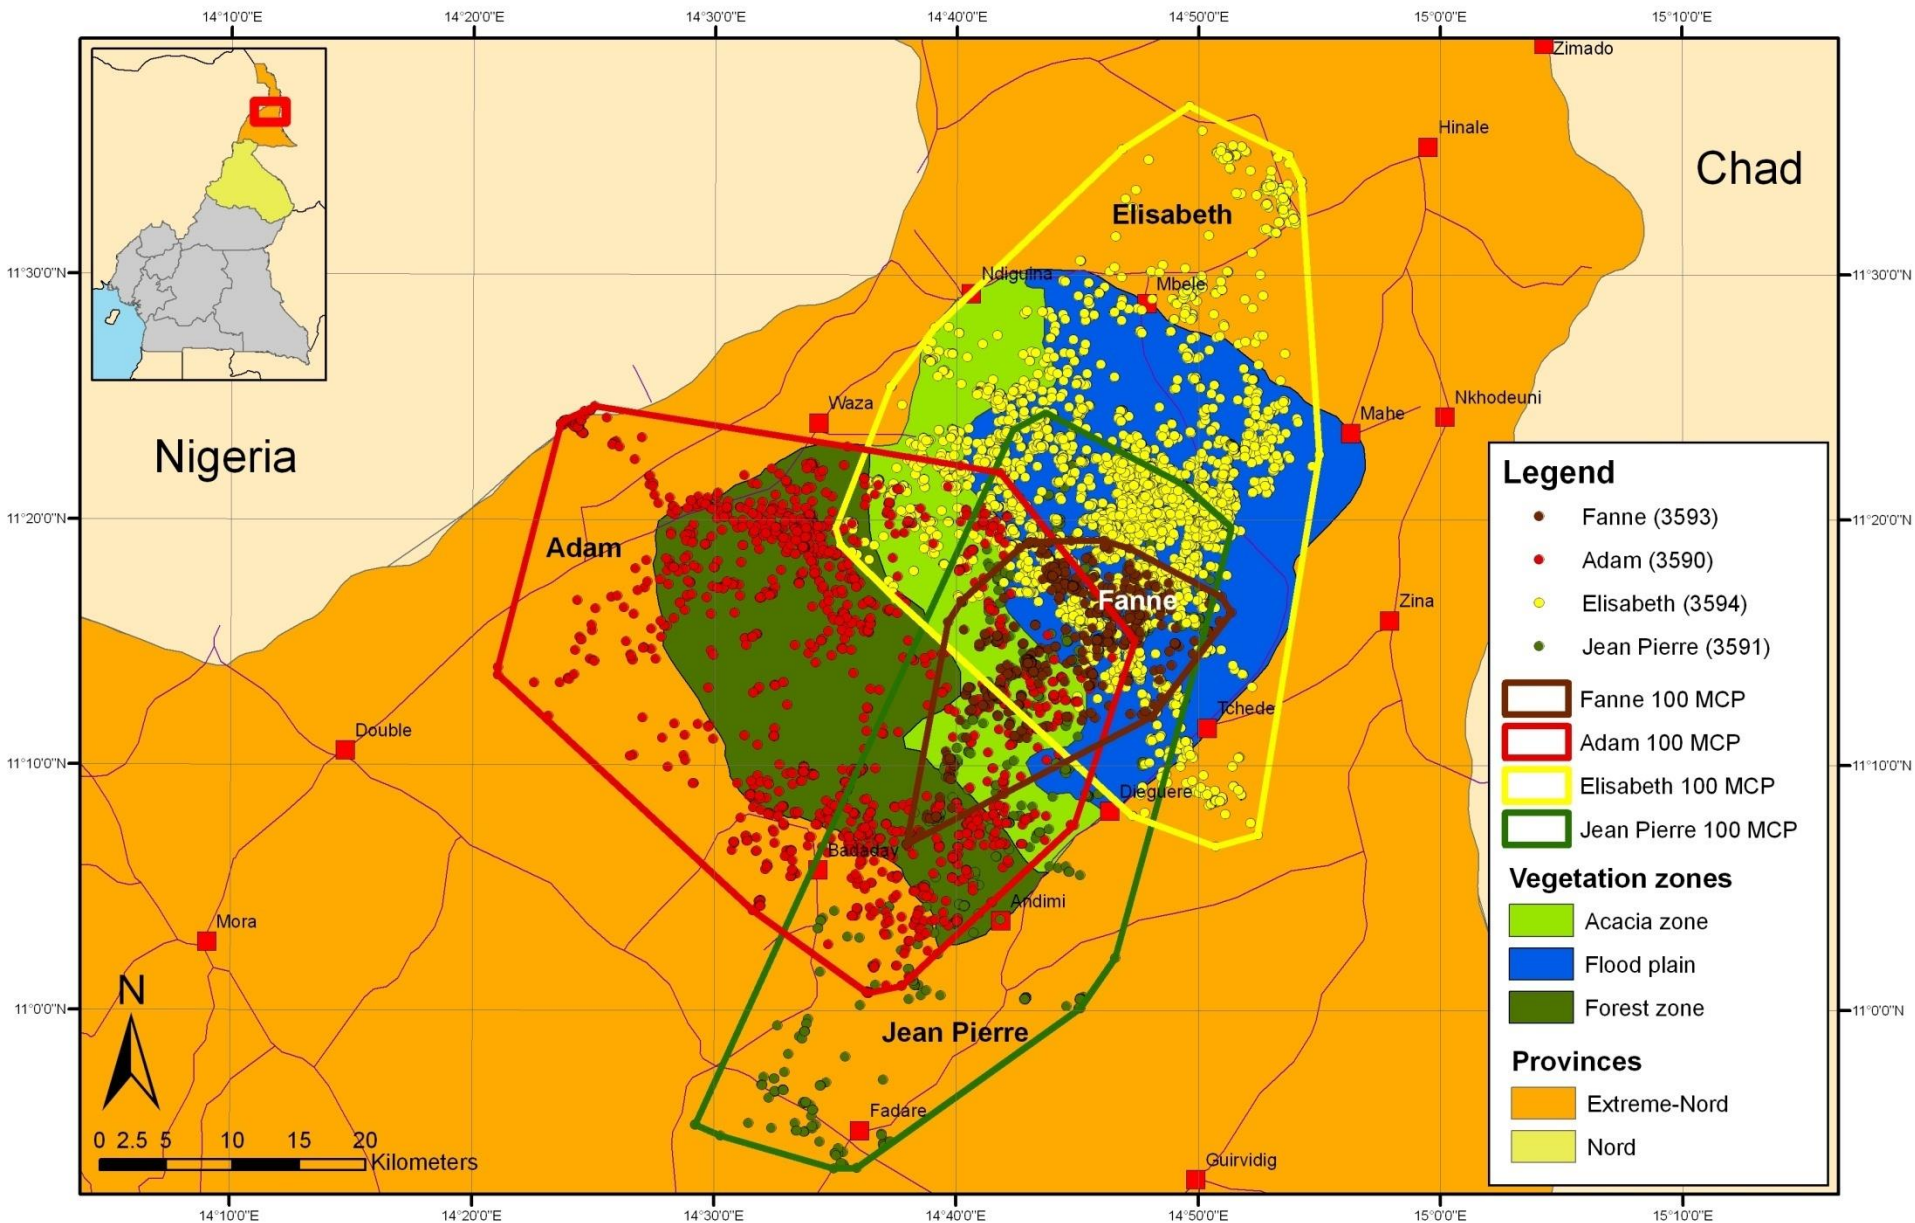 14°10'0"E
14°20'0"E
14°30'0"E
14°40'0"E
14°50'0"E
15°0'0"E
15°10'0"E
Zimado
Hinale
Chad
Elisabeth
11°30'0"N
Ndiguina
Mbele
11°30'0"N
Waza
Mahe
Nkhodeuni
Nigeria
Legend
Fanne (3593)
Adam (3590)
Elisabeth (3594)
Jean Pierre (3591)
Fanne 100 MCP
Adam 100 MCP
Elisabeth 100 MCP
Jean Pierre 100 MCP
Vegetation zones
Acacia zone
Flood plain
Forest zone
Provinces
Extreme-Nord
Nord
11°20'0"N
11°20'0"N
Adam
Fanne
Zina
Double
Tchede
11°10'0"N
11°10'0"N
Dieguere
Badaday
Andimi
Mora
N
11°0'0"N
11°0'0"N
Jean Pierre
Fadare
0 2.5 5 10 15 20
Kilometers
Guirvidig
14°10'0"E
14°20'0"E
14°30'0"E
14°40'0"E
14°50'0"E
15°0'0"E
15°10'0"E